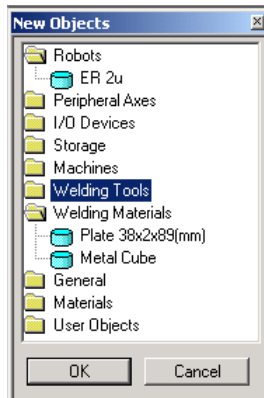 New Objects
Robots
ER 2u
Peripheral Axes
I/O Devices
Storage
Machines
Welding Tools
Welding Materials
Plate 38x2x89(mm)
Metal Cube
General
Materials
User Objects
OK Cancel